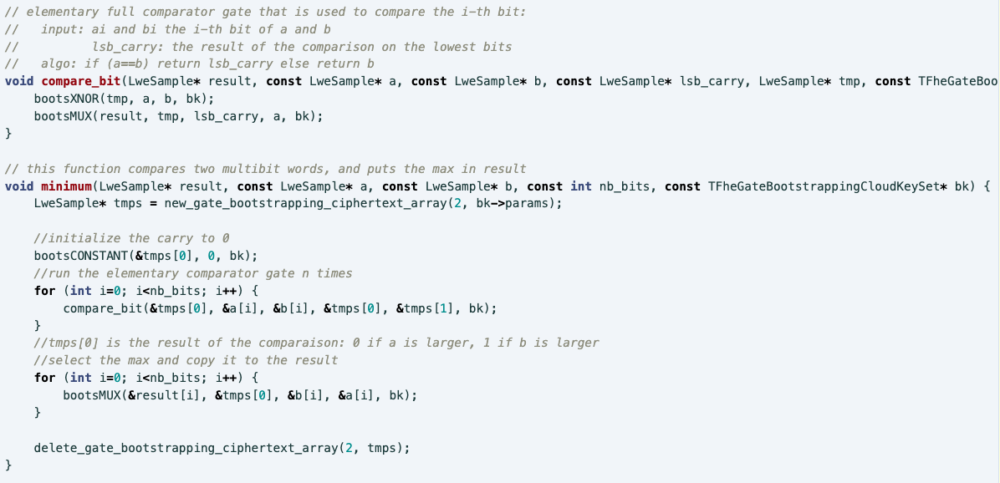 // elementary full comparator gate that is used to compare the i-th bit:
//   input: ai and bi the i-th bit of a and b
//          lsb_carry: the result of the comparison on the lowest bits
//   algo: if (a==b) return lsb_carry else return b
void compare_bit(LweSample* result, const LweSample* a, const LweSample* b, const LweSample* lsb_carry, LweSample* tmp, const TFheGateBoo
    bootsXNOR(tmp, a, b, bk);
    bootsMUX(result, tmp, lsb_carry, a, bk);
}
// this function compares two multibit words, and puts the max in result
void minimum(LweSample* result, const LweSample* a, const LweSample* b, const int nb_bits, const TFheGateBootstrappingCloudKeySet* bk) {
    LweSample* tmps = new_gate_bootstrapping_ciphertext_array(2, bk->params);
    //initialize the carry to 0
    bootsCONSTANT(&tmps[0], 0, bk);
    //run the elementary comparator gate n times
    for (int i=0; i<nb_bits; i++) {
        compare_bit(&tmps[0], &a[i], &b[i], &tmps[0], &tmps[1], bk);
    }
    //tmps[0] is the result of the comparaison: 0 if a is larger, 1 if b is larger
    //select the max and copy it to the result
    for (int i=0; i<nb_bits; i++) {
        bootsMUX(&result[i], &tmps[0], &b[i], &a[i], bk);
    }
    delete_gate_bootstrapping_ciphertext_array(2, tmps);
}